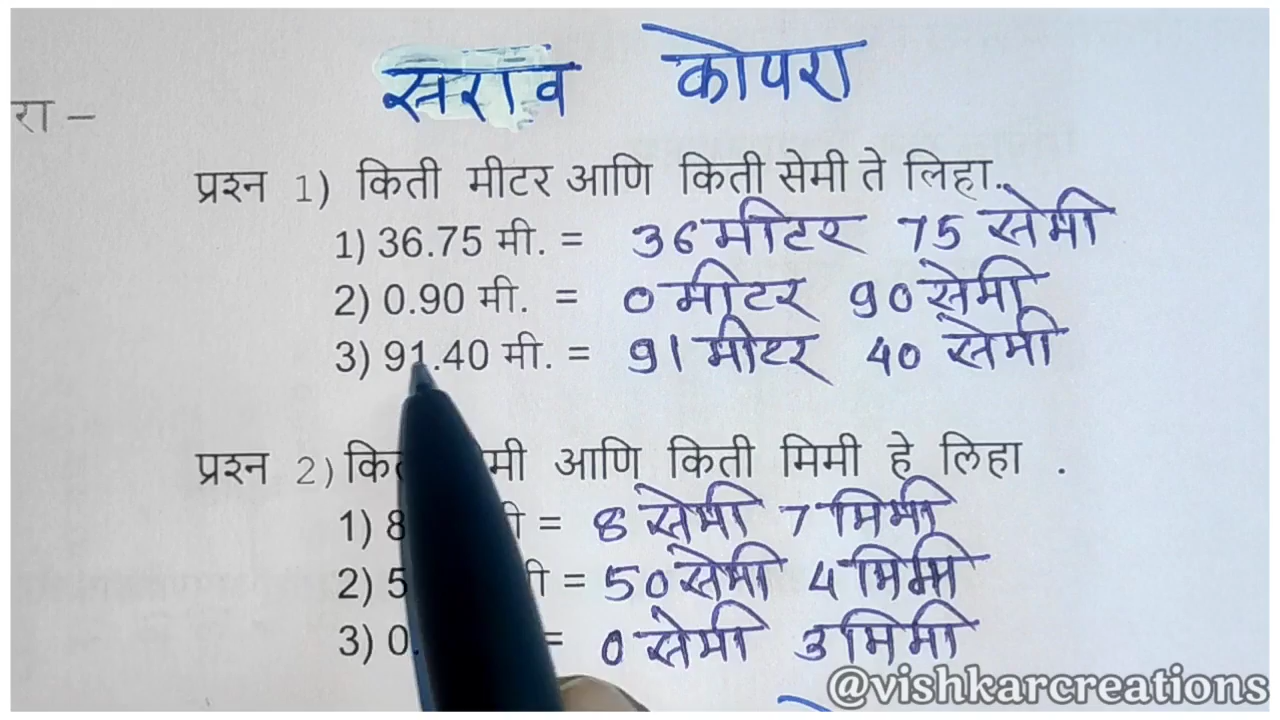 सराव कोपरा
रा –
प्रश्न 1) किती मीटर आणि किती सेमी ते लिहा.
1) 36.75 मी. = 36 मीटर 75 सेमी
2) 0.90 मी. = 0 मीटर 90 सेमी
3) 91.40 मी. = 91 मीटर 40 सेमी
प्रश्न 2) मी आणि किती मिमी हे लिहा .
1) 8 = 8 सेमी 7 मिमी
2) 5 = 50 सेमी 4 मिमी
3) 0. = 0 सेमी 3 मिमी
@vishkarcreations